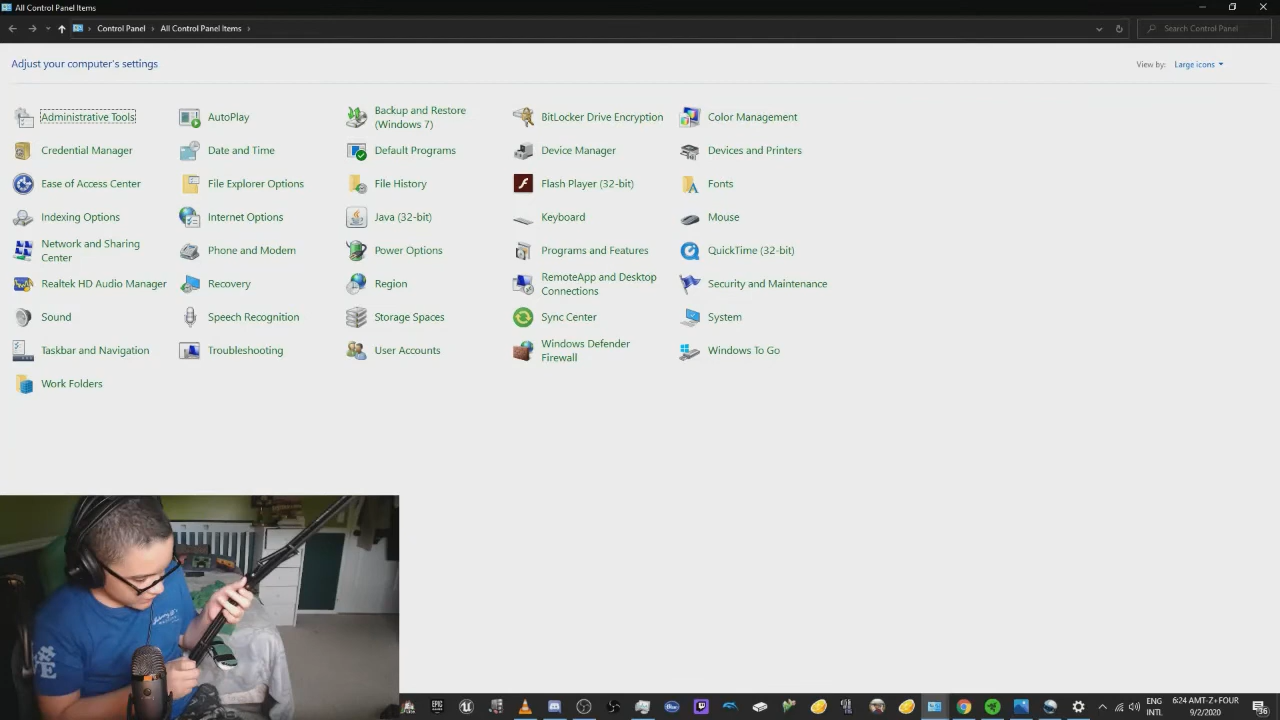 All Control Panel Items
Control Panel
All Control Panel Items
Search Control Panel
Adjust your computer's settings
View by:
Large icons
Administrative Tools
AutoPlay
Backup and Restore
(Windows 7)
BitLocker Drive Encryption
Color Management
Credential Manager
Date and Time
Default Programs
Device Manager
Devices and Printers
Ease of Access Center
File Explorer Options
File History
Flash Player (32-bit)
Fonts
Indexing Options
Internet Options
Java (32-bit)
Keyboard
Mouse
Network and Sharing
Center
Phone and Modem
Power Options
Programs and Features
QuickTime (32-bit)
Realtek HD Audio Manager
Recovery
Region
RemoteApp and Desktop
Connections
Security and Maintenance
Sound
Speech Recognition
Storage Spaces
Sync Center
System
Taskbar and Navigation
Troubleshooting
User Accounts
Windows Defender
Firewall
Windows To Go
Work Folders
ENG
INTL
6:24 AMT-Z+FOUR
9/2/2020
36